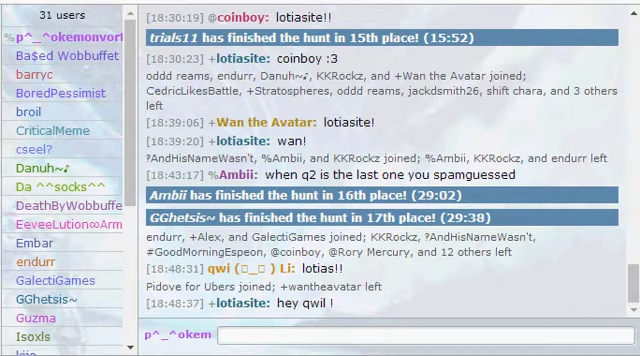 31 users
%p^_^okemonvor
Ba$ed Wobbuffet
barryc
BoredPessimist
broil
CriticalMeme
cseel?
Danuh~♪
Da ^^socks^^
DeathByWobbuffe
EeveeLution∞Arm
Embar
endurr
GalectiGames
GGhetsis~
Guzma
Isoxls
[18:30:19] @coinboy: lotiasite!!
trials11 has finished the hunt in 15th place! (15:52)
[18:30:23] +lotiasite: coinboy :3
oddd reams, endurr, Danuh~♪, KKRockz, and +Wan the Avatar joined;
CedricLikesBattle, +Stratospheres, oddd reams, jackdsmith26, shift chara, and 3 others
left
[18:39:06] +Wan the Avatar: lotiasite!
[18:39:20] +lotiasite: wan!
‽AndHisNameWasn't, %Ambii, and KKRockz joined; %Ambii, KKRockz, and endurr left
[18:43:17] %Ambii: when q2 is the last one you spamguessed
Ambii has finished the hunt in 16th place! (29:02)
GGhetsis~ has finished the hunt in 17th place! (29:38)
endurr, +Alex, and GalectiGames joined; KKRockz, ‽AndHisNameWasn't,
#GoodMorningEspeon, @coinboy, @Rory Mercury, and 12 others left
[18:48:31] qwi (▯_▯ ) Li: lotias!!
Pidove for Ubers joined; +wantheavatar left
[18:48:37] +lotiasite: hey qwil !
p^_^okem